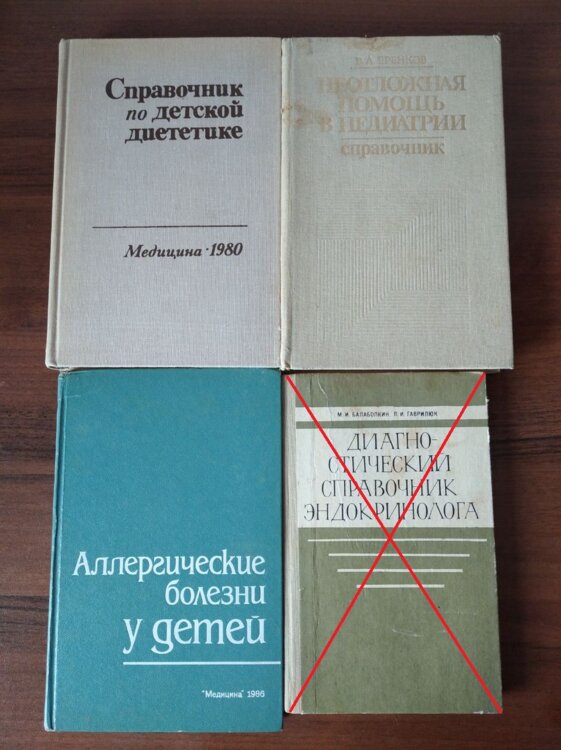 Справочник
по детской
диететике
Медицина · 1980
В.А. ГРЕНКОВ
НЕОТЛОЖНАЯ
ПОМОЩЬ
В ПЕДИАТРИИ
справочник
Аллергические
болезни
у детей
"Медицина" 1986
М. И. БАЛАБОЛКИН Л. И. ГАВРИЛЮК
ДИАГНО-
СТИЧЕСКИЙ
СПРАВОЧНИК
ЭНДОКРИНОЛОГА